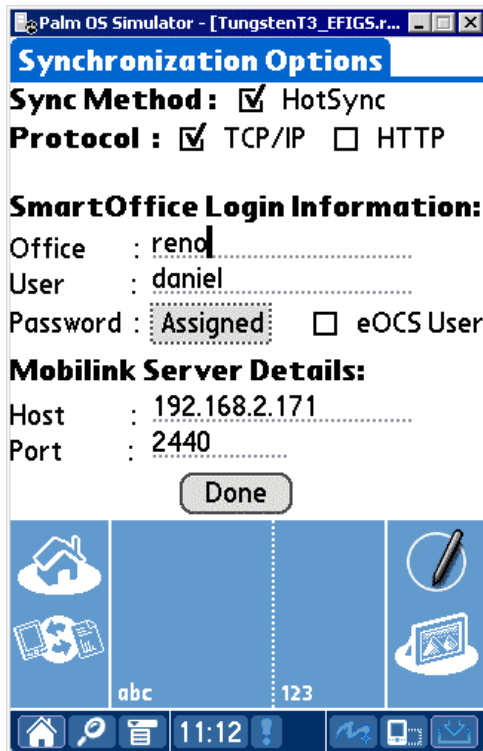 Palm OS Simulator - [TungstenT3_EFIGS.r...
Synchronization Options
Sync Method : HotSync
Protocol : TCP/IP HTTP
SmartOffice Login Information:
Office : reno
User : daniel
Password : Assigned eOCS User
Mobilink Server Details:
Host : 192.168.2.171
Port : 2440
Done
abc 123
11:12